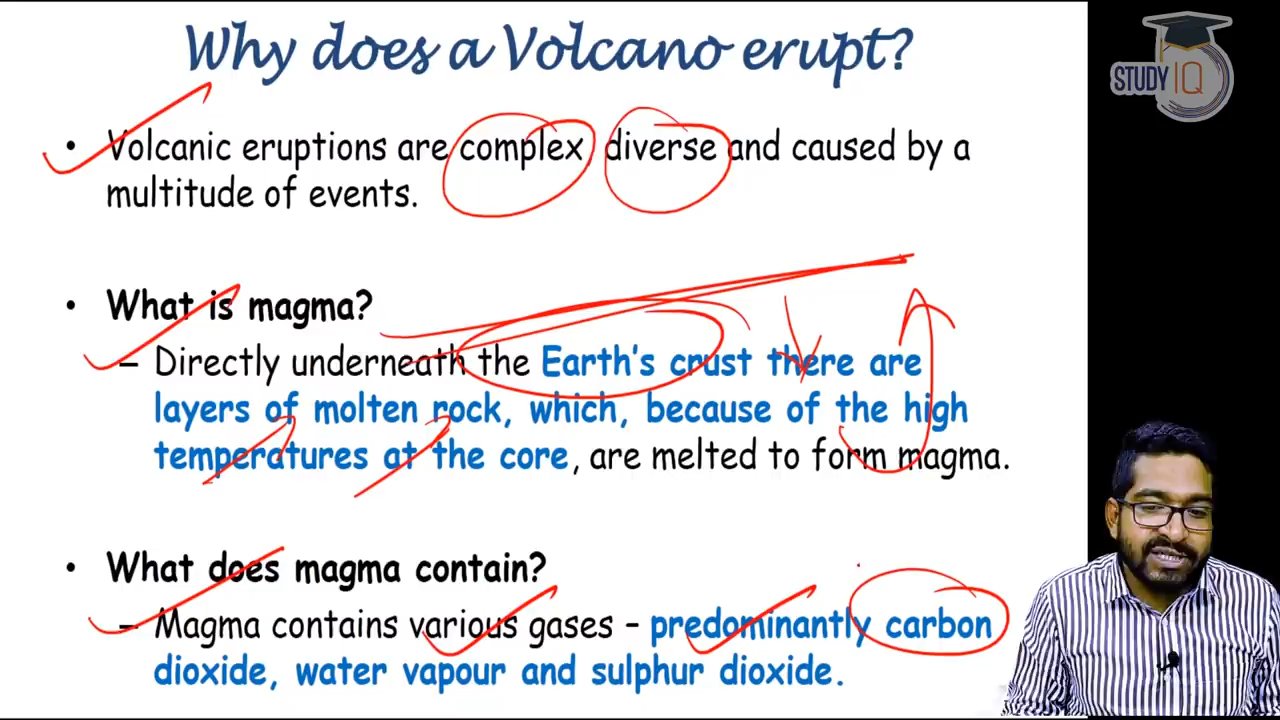 Why does a Volcano erupt?
STUDY IQ
• Volcanic eruptions are complex diverse and caused by a
multitude of events.
• What is magma?
– Directly underneath the Earth's crust there are
layers of molten rock, which, because of the high
temperatures at the core, are melted to form magma.
• What does magma contain?
– Magma contains various gases – predominantly carbon
dioxide, water vapour and sulphur dioxide.